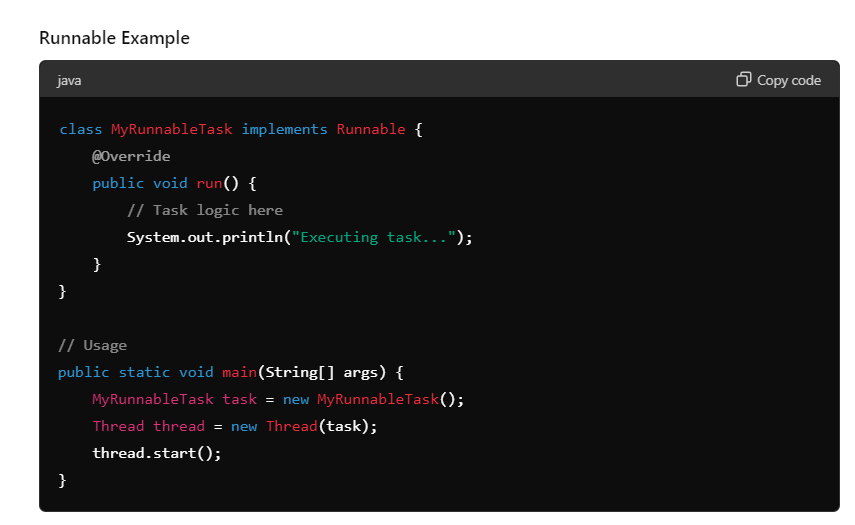 Runnable Example
java
Copy code
class MyRunnableTask implements Runnable {
    @Override
    public void run() {
        // Task logic here
        System.out.println("Executing task...");
    }
}
// Usage
public static void main(String[] args) {
    MyRunnableTask task = new MyRunnableTask();
    Thread thread = new Thread(task);
    thread.start();
}